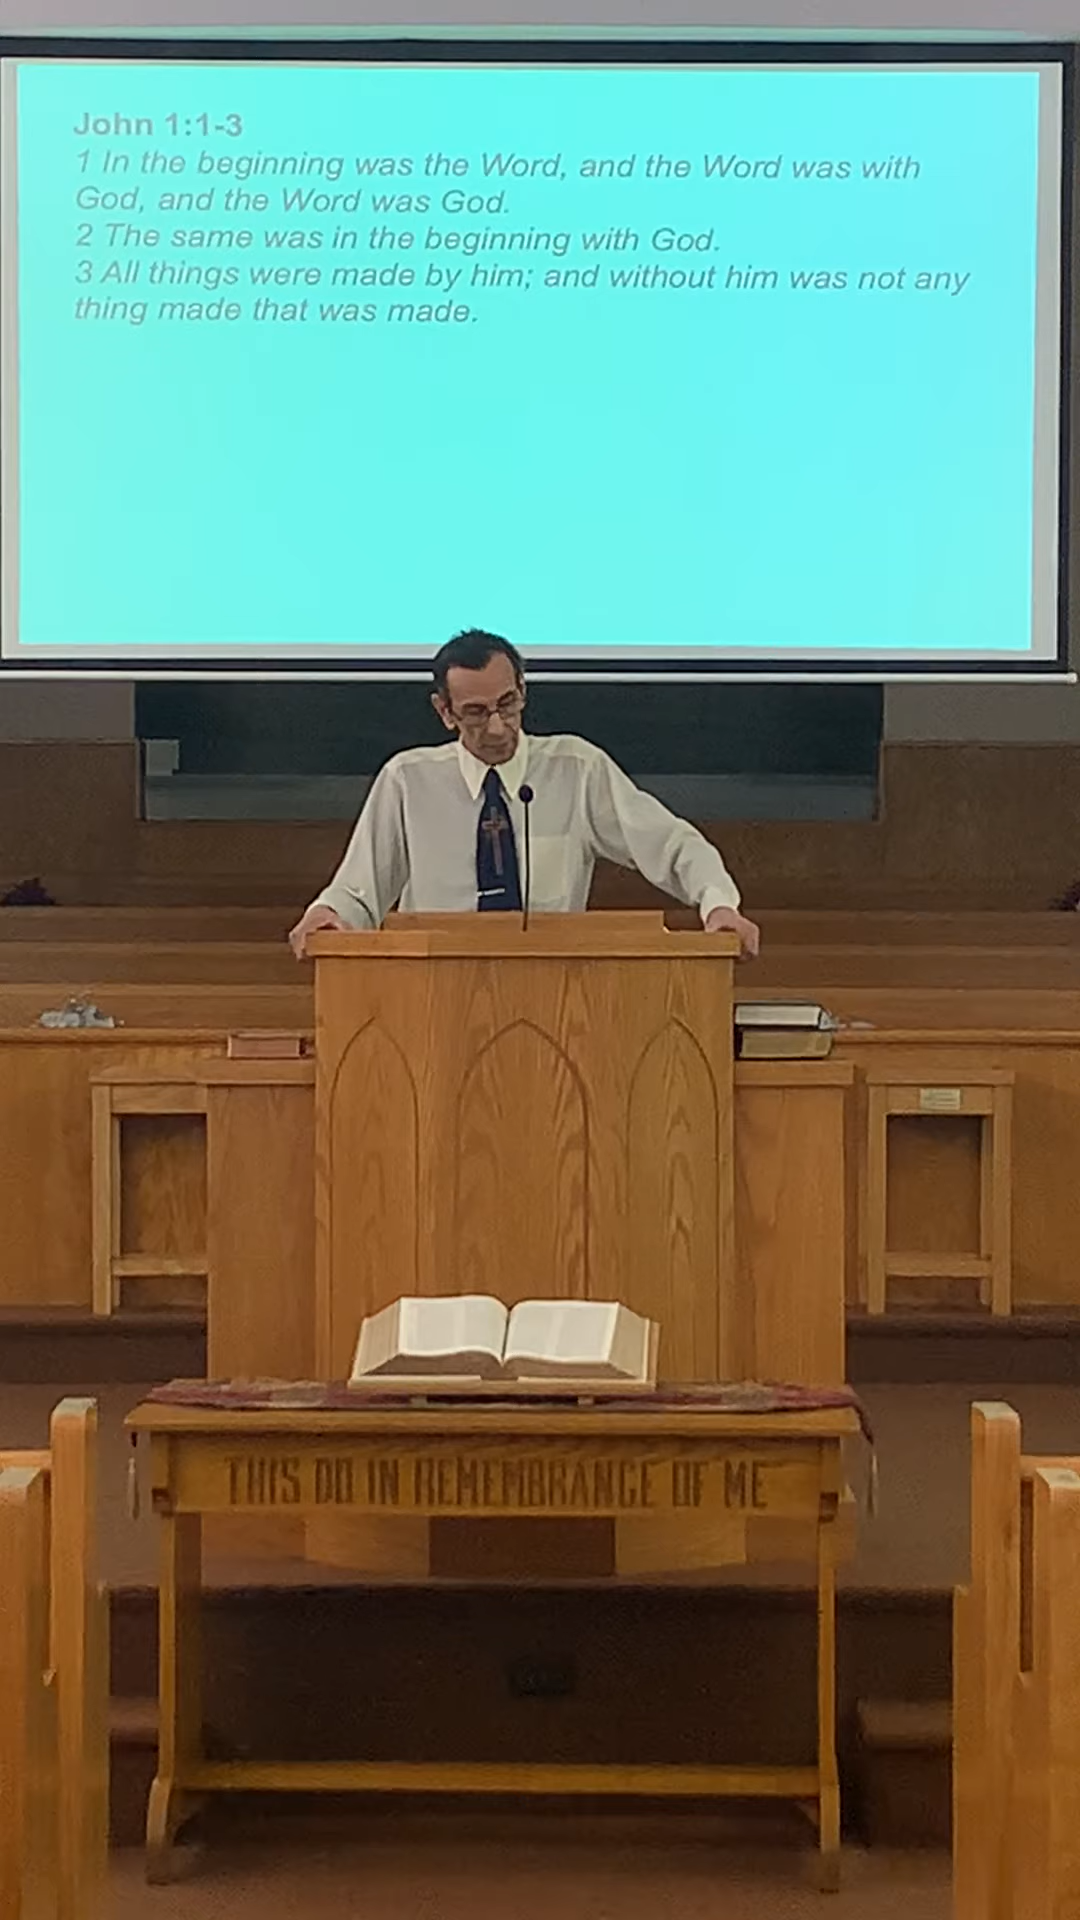 John 1:1-3
1 In the beginning was the Word, and the Word was with
God, and the Word was God.
2 The same was in the beginning with God.
3 All things were made by him; and without him was not any
thing made that was made.
THIS DO IN REMEMBRANCE OF ME